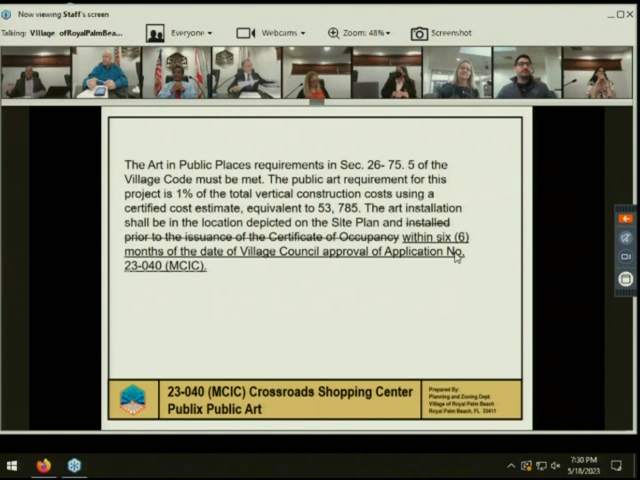 Now viewing Staff's screen
Talking: Village ofRoyalPalmBea... Everyone Webcams Zoom: 48% Screenshot
The Art in Public Places requirements in Sec. 26- 75. 5 of the
Village Code must be met. The public art requirement for this
project is 1% of the total vertical construction costs using a
certified cost estimate, equivalent to 53, 785. The art installation
shall be in the location depicted on the Site Plan and installed
prior to the issuance of the Certificate of Occupancy within six (6)
months of the date of Village Council approval of Application No.
23-040 (MCIC).
23-040 (MCIC) Crossroads Shopping Center
Publix Public Art
Prepared By:
Planning and Zoning Dept.
Village of Royal Palm Beach
Royal Palm Beach, FL 33411
7:30 PM
5/18/2023